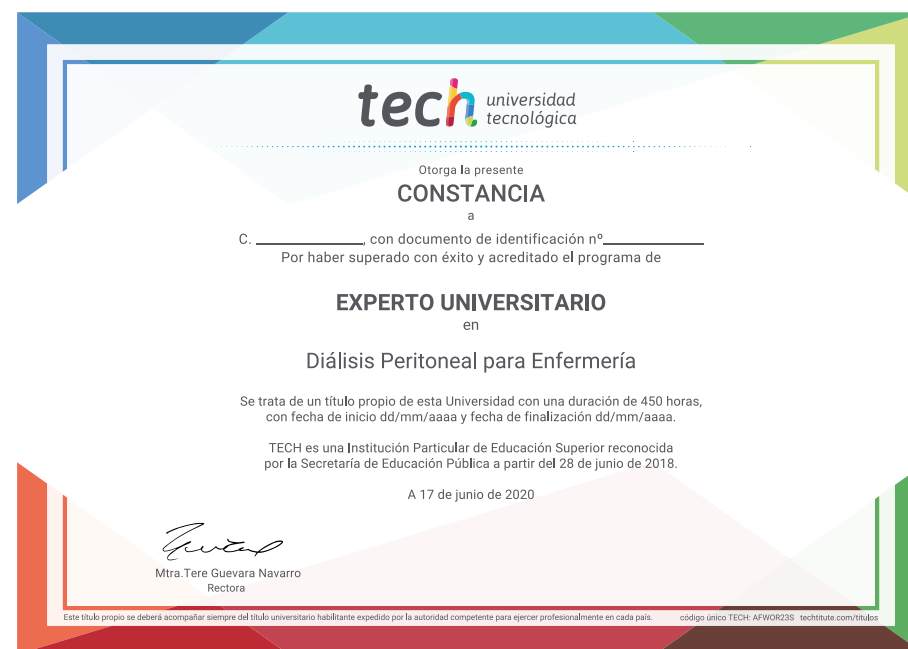 tech universidad
tecnológica
Otorga la presente
CONSTANCIA
a
C. ______________, con documento de identificación nº_____________
Por haber superado con éxito y acreditado el programa de
EXPERTO UNIVERSITARIO
en
Diálisis Peritoneal para Enfermería
Se trata de un título propio de esta Universidad con una duración de 450 horas,
con fecha de inicio dd/mm/aaaa y fecha de finalización dd/mm/aaaa.
TECH es una Institución Particular de Educación Superior reconocida
por la Secretaría de Educación Pública a partir del 28 de junio de 2018.
A 17 de junio de 2020
Mtra.Tere Guevara Navarro
Rectora
Este título propio se deberá acompañar siempre del título universitario habilitante expedido por la autoridad competente para ejercer profesionalmente en cada país. código único TECH: AFWOR23S techtitute.com/titulos